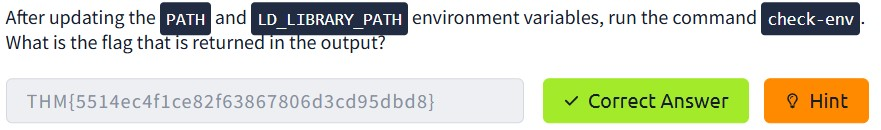 After updating the PATH and LD_LIBRARY_PATH environment variables, run the command check-env.
What is the flag that is returned in the output?
THM{5514ec4f1ce82f63867806d3cd95dbd8}
Correct Answer
Hint